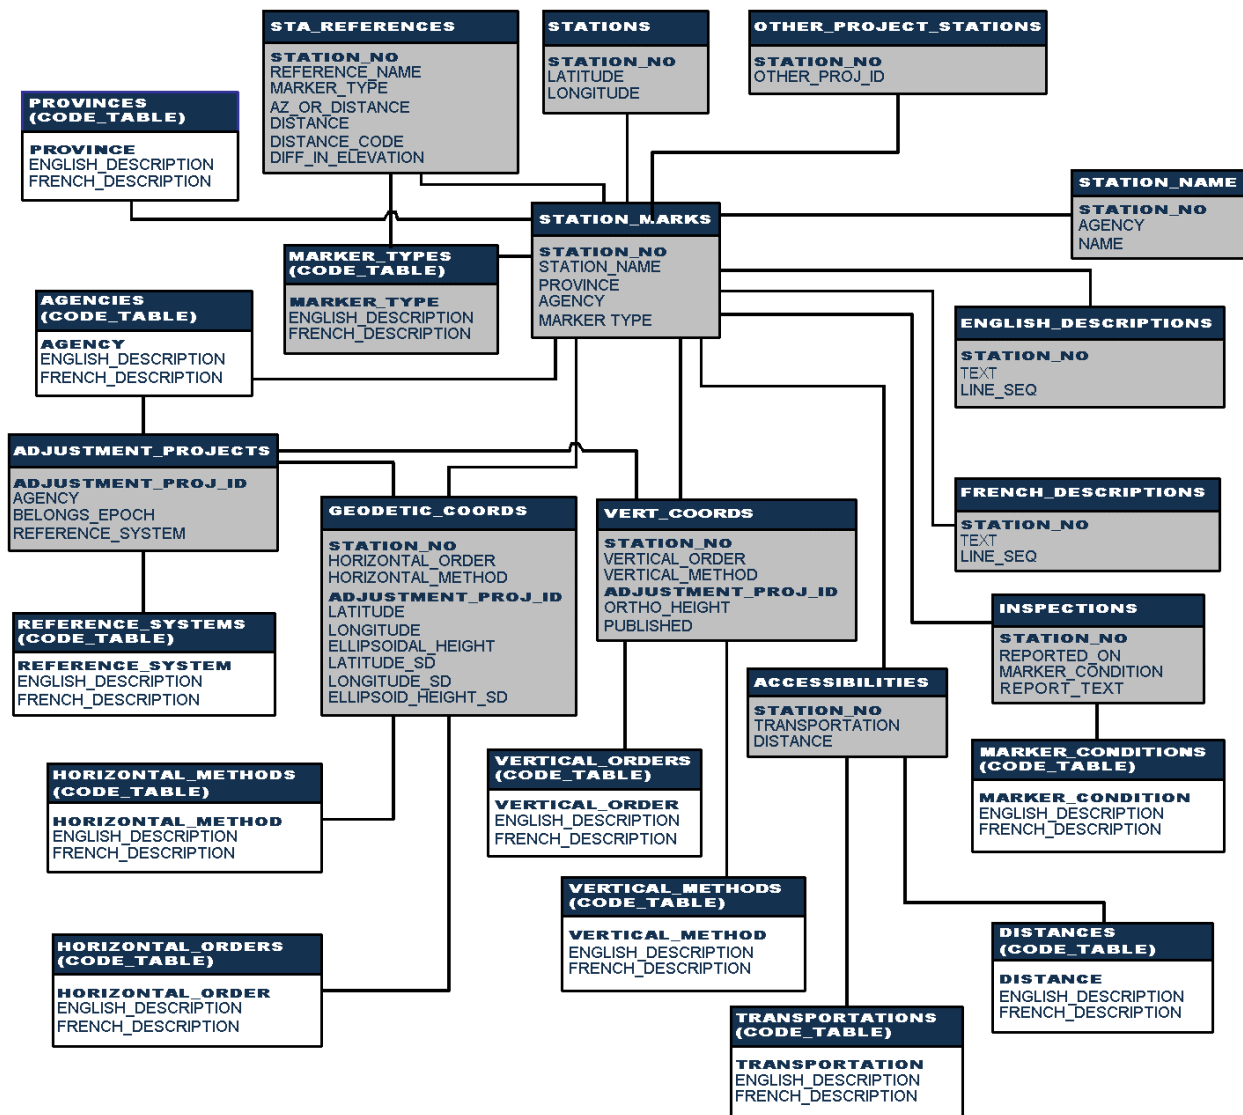 STA_REFERENCES
STATION_NO
REFERENCE_NAME
MARKER_TYPE
AZ_OR_DISTANCE
DISTANCE
DISTANCE_CODE
DIFF_IN_ELEVATION
STATIONS
STATION_NO
LATITUDE
LONGITUDE
OTHER_PROJECT_STATIONS
STATION_NO
OTHER_PROJ_ID
PROVINCES
(CODE_TABLE)
PROVINCE
ENGLISH_DESCRIPTION
FRENCH_DESCRIPTION
STATION_NAME
STATION_NO
AGENCY
NAME
STATION_MARKS
STATION_NO
STATION_NAME
PROVINCE
AGENCY
MARKER TYPE
MARKER_TYPES
(CODE_TABLE)
MARKER_TYPE
ENGLISH_DESCRIPTION
FRENCH_DESCRIPTION
AGENCIES
(CODE_TABLE)
AGENCY
ENGLISH_DESCRIPTION
FRENCH_DESCRIPTION
ENGLISH_DESCRIPTIONS
STATION_NO
TEXT
LINE_SEQ
ADJUSTMENT_PROJECTS
ADJUSTMENT_PROJ_ID
AGENCY
BELONGS_EPOCH
REFERENCE_SYSTEM
GEODETIC_COORDS
STATION_NO
HORIZONTAL_ORDER
HORIZONTAL_METHOD
ADJUSTMENT_PROJ_ID
LATITUDE
LONGITUDE
ELLIPSOIDAL_HEIGHT
LATITUDE_SD
LONGITUDE_SD
ELLIPSOID_HEIGHT_SD
VERT_COORDS
STATION_NO
VERTICAL_ORDER
VERTICAL_METHOD
ADJUSTMENT_PROJ_ID
ORTHO_HEIGHT
PUBLISHED
FRENCH_DESCRIPTIONS
STATION_NO
TEXT
LINE_SEQ
REFERENCE_SYSTEMS
(CODE_TABLE)
REFERENCE_SYSTEM
ENGLISH_DESCRIPTION
FRENCH_DESCRIPTION
INSPECTIONS
STATION_NO
REPORTED_ON
MARKER_CONDITION
REPORT_TEXT
ACCESSIBILITIES
STATION_NO
TRANSPORTATION
DISTANCE
HORIZONTAL_METHODS
(CODE_TABLE)
HORIZONTAL_METHOD
ENGLISH_DESCRIPTION
FRENCH_DESCRIPTION
VERTICAL_ORDERS
(CODE_TABLE)
VERTICAL_ORDER
ENGLISH_DESCRIPTION
FRENCH_DESCRIPTION
MARKER_CONDITIONS
(CODE_TABLE)
MARKER_CONDITION
ENGLISH_DESCRIPTION
FRENCH_DESCRIPTION
VERTICAL_METHODS
(CODE_TABLE)
VERTICAL_METHOD
ENGLISH_DESCRIPTION
FRENCH_DESCRIPTION
HORIZONTAL_ORDERS
(CODE_TABLE)
HORIZONTAL_ORDER
ENGLISH_DESCRIPTION
FRENCH_DESCRIPTION
DISTANCES
(CODE_TABLE)
DISTANCE
ENGLISH_DESCRIPTION
FRENCH_DESCRIPTION
TRANSPORTATIONS
(CODE_TABLE)
TRANSPORTATION
ENGLISH_DESCRIPTION
FRENCH_DESCRIPTION